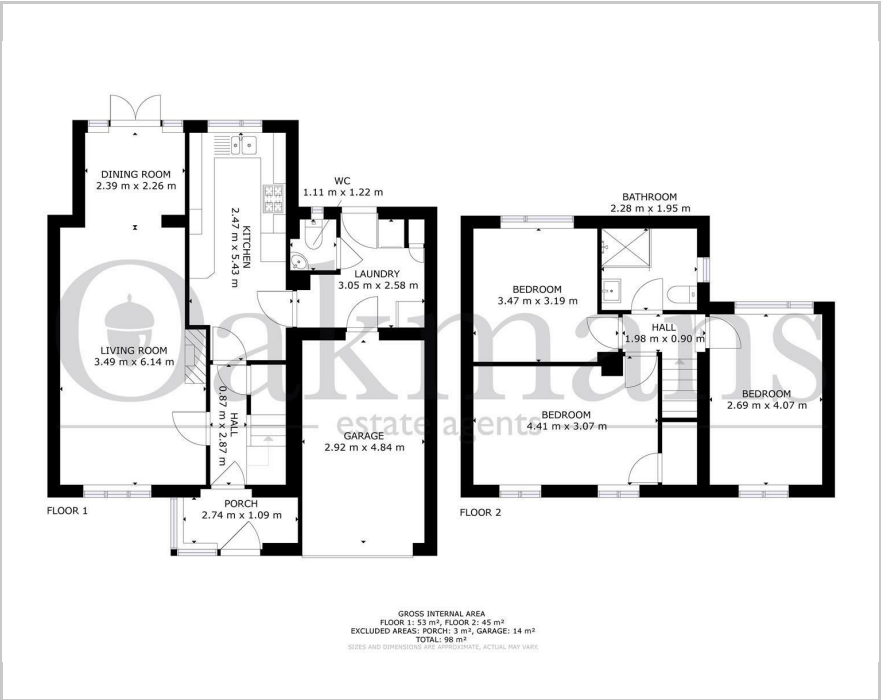 DINING ROOM
2.39 m x 2.26 m
WC
1.11 m x 1.22 m
KITCHEN
2.47 m x 5.43 m
LAUNDRY
3.05 m x 2.58 m
LIVING ROOM
3.49 m x 6.14 m
HALL
0.87 m x 2.87 m
GARAGE
2.92 m x 4.84 m
PORCH
2.74 m x 1.09 m
FLOOR 1
BATHROOM
2.28 m x 1.95 m
BEDROOM
3.47 m x 3.19 m
HALL
1.98 m x 0.90 m
BEDROOM
2.69 m x 4.07 m
BEDROOM
4.41 m x 3.07 m
FLOOR 2
Oakmans
estate agents
GROSS INTERNAL AREA
FLOOR 1: 53 m², FLOOR 2: 45 m²
EXCLUDED AREAS: PORCH: 3 m², GARAGE: 14 m²
TOTAL: 98 m²
SIZES AND DIMENSIONS ARE APPROXIMATE, ACTUAL MAY VARY.